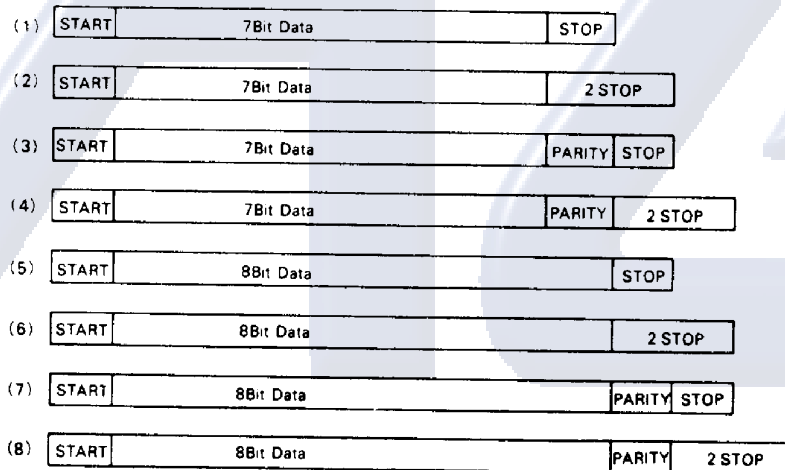 (1) START 7Bit Data STOP
(2) START 7Bit Data 2 STOP
(3) START 7Bit Data PARITY STOP
(4) START 7Bit Data PARITY 2 STOP
(5) START 8Bit Data STOP
(6) START 8Bit Data 2 STOP
(7) START 8Bit Data PARITY STOP
(8) START 8Bit Data PARITY 2 STOP